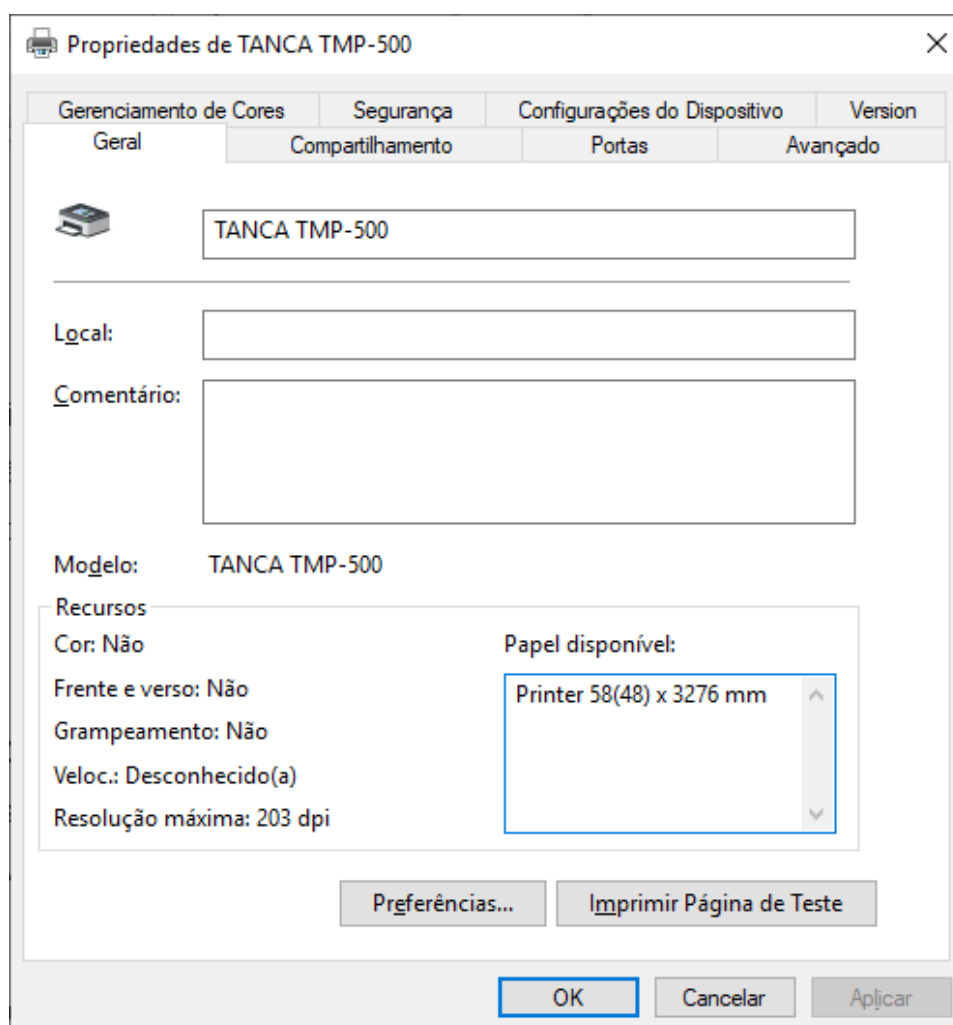 Propriedades de TANCA TMP-500
Gerenciamento de Cores Segurança Configurações do Dispositivo Version
Geral Compartilhamento Portas Avançado
TANCA TMP-500
Local:
Comentário:
Modelo: TANCA TMP-500
Recursos
Cor: Não Papel disponível:
Frente e verso: Não Printer 58(48) x 3276 mm
Grampeamento: Não
Veloc.: Desconhecido(a)
Resolução máxima: 203 dpi
Preferências... Imprimir Página de Teste
OK Cancelar Aplicar